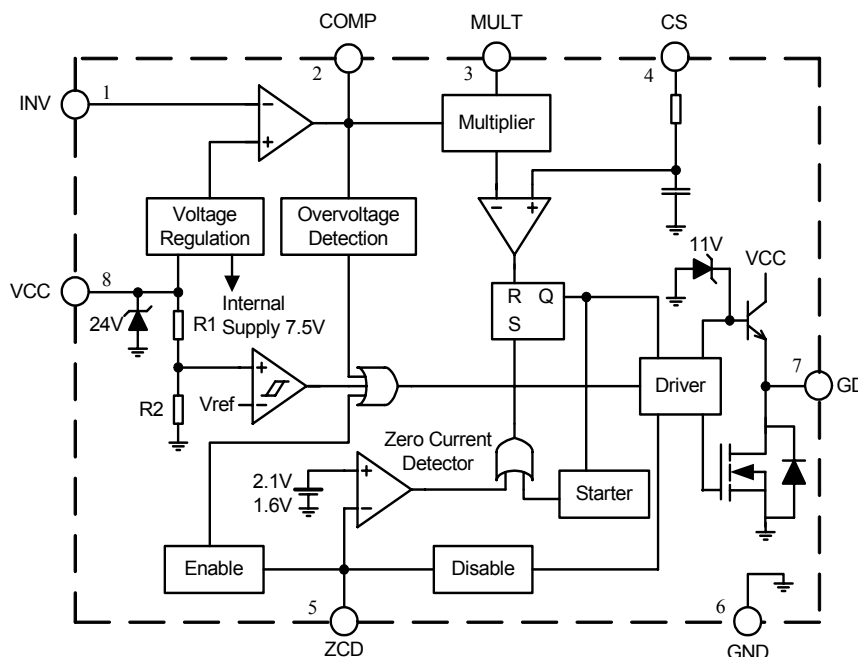 COMP
MULT
CS
2
3
4
INV
1
−
+
Multiplier
Voltage
Regulation
Overvoltage
Detection
−
+
11V
VCC
VCC
8
24V
R1
Internal
Supply 7.5V
R
Q
S
R2
Vref
+
−
Driver
7
GD
Zero Current
Detector
2.1V
1.6V
+
−
Starter
Enable
Disable
5
ZCD
6
GND